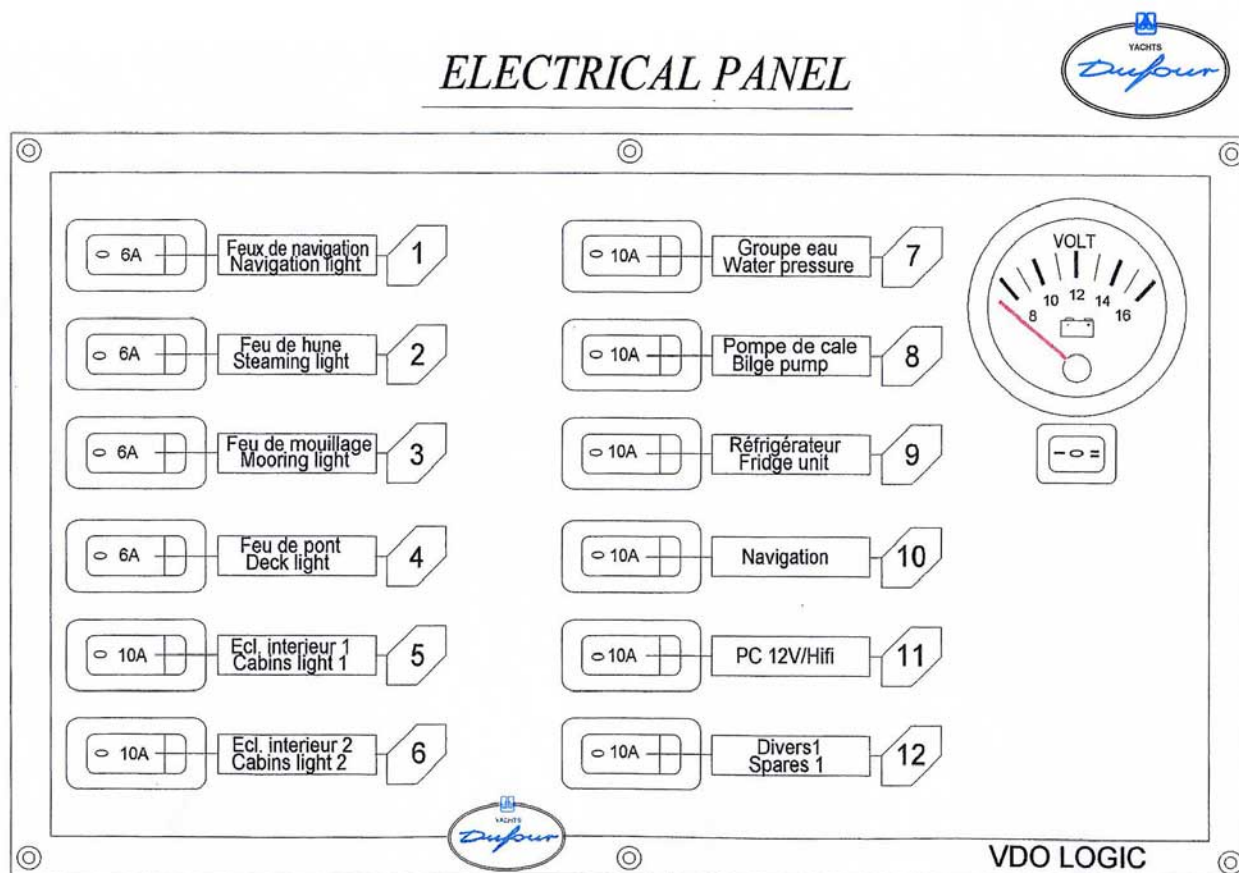 ELECTRICAL PANEL
YACHTS
Dufour
6A
Feux de navigation
Navigation light
1
6A
Feu de hune
Steaming light
2
6A
Feu de mouillage
Mooring light
3
6A
Feu de pont
Deck light
4
10A
Ecl. interieur 1
Cabins light 1
5
10A
Ecl. interieur 2
Cabins light 2
6
10A
Groupe eau
Water pressure
7
10A
Pompe de cale
Bilge pump
8
10A
Réfrigérateur
Fridge unit
9
10A
Navigation
10
10A
PC 12V/Hifi
11
10A
Divers1
Spares 1
12
VOLT
8 10 12 14 16
YACHTS
Dufour
VDO LOGIC